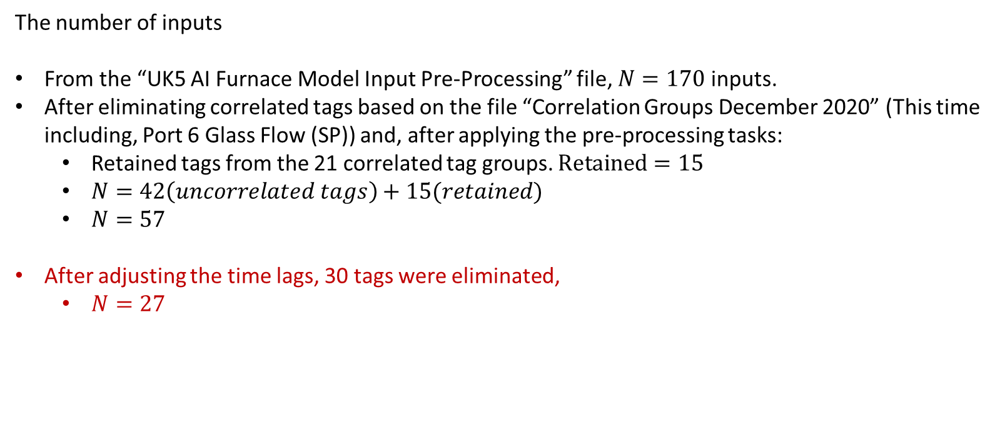 The number of inputs
• From the “UK5 AI Furnace Model Input Pre-Processing” file, N = 170 inputs.
• After eliminating correlated tags based on the file “Correlation Groups December 2020” (This time
including, Port 6 Glass Flow (SP)) and, after applying the pre-processing tasks:
• Retained tags from the 21 correlated tag groups. Retained = 15
• N = 42(uncorrelated tags) + 15(retained)
• N = 57
• After adjusting the time lags, 30 tags were eliminated,
• N = 27